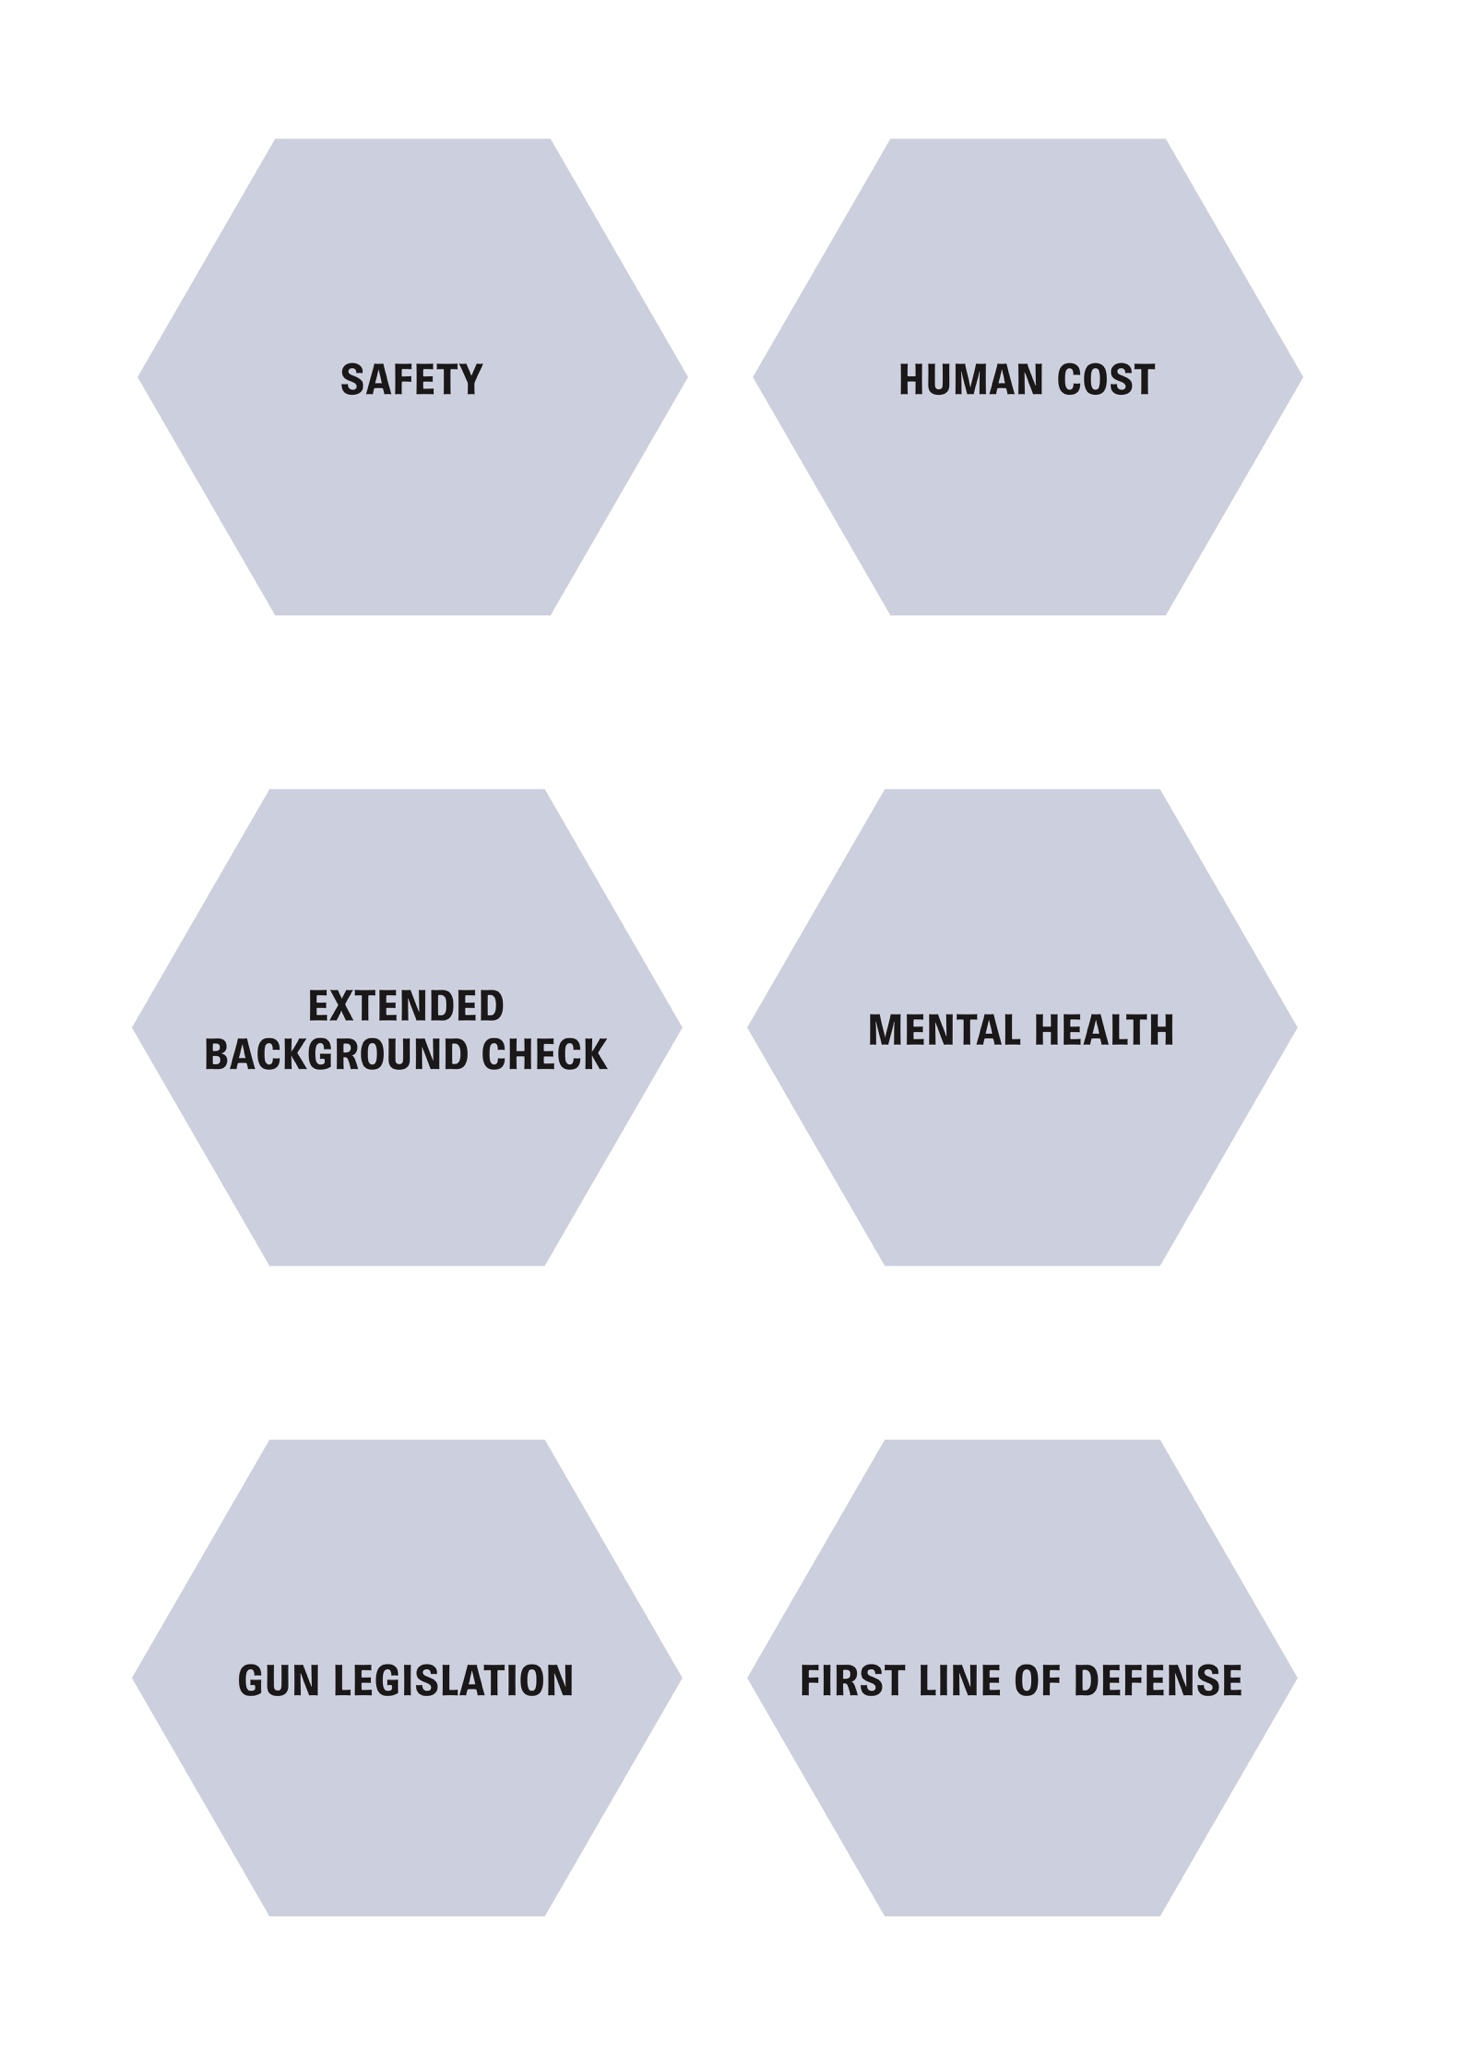 SAFETY
HUMAN COST
EXTENDED
BACKGROUND CHECK
MENTAL HEALTH
GUN LEGISLATION
FIRST LINE OF DEFENSE